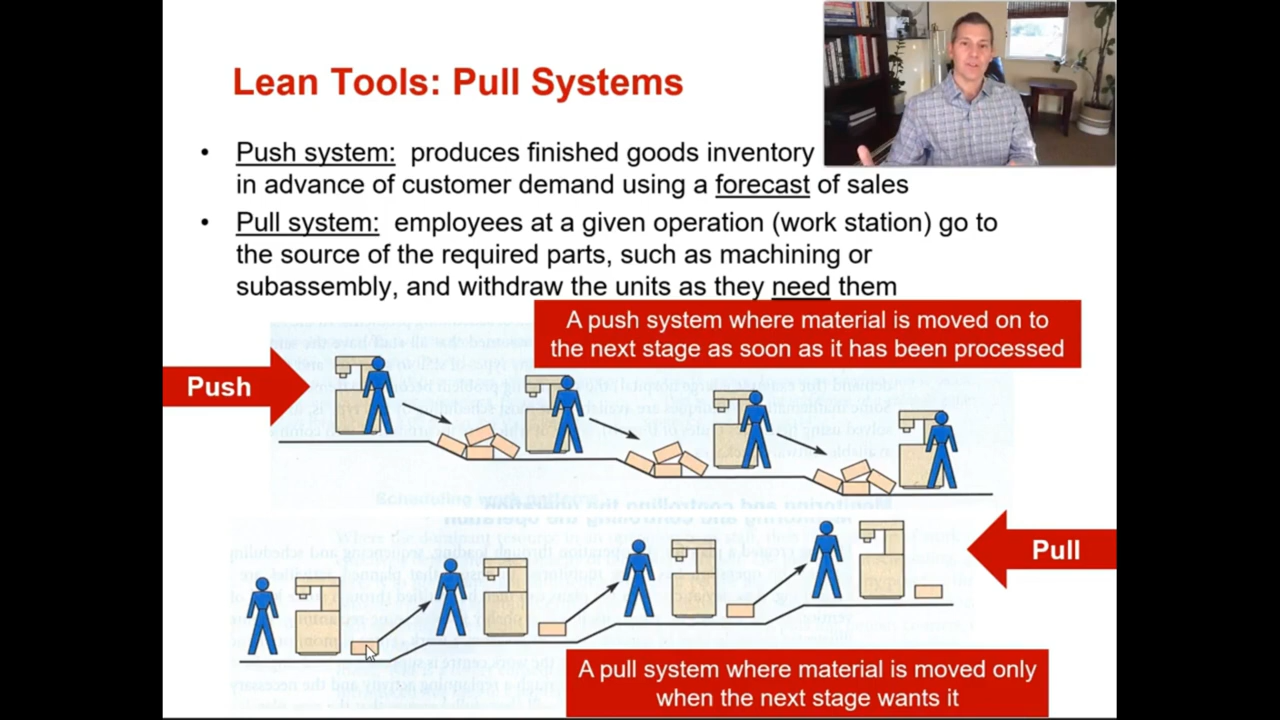 Lean Tools: Pull Systems
• Push system: produces finished goods inventory
in advance of customer demand using a forecast of sales
• Pull system: employees at a given operation (work station) go to
the source of the required parts, such as machining or
subassembly, and withdraw the units as they need them
A push system where material is moved on to
the next stage as soon as it has been processed
Push
Pull
A pull system where material is moved only
when the next stage wants it